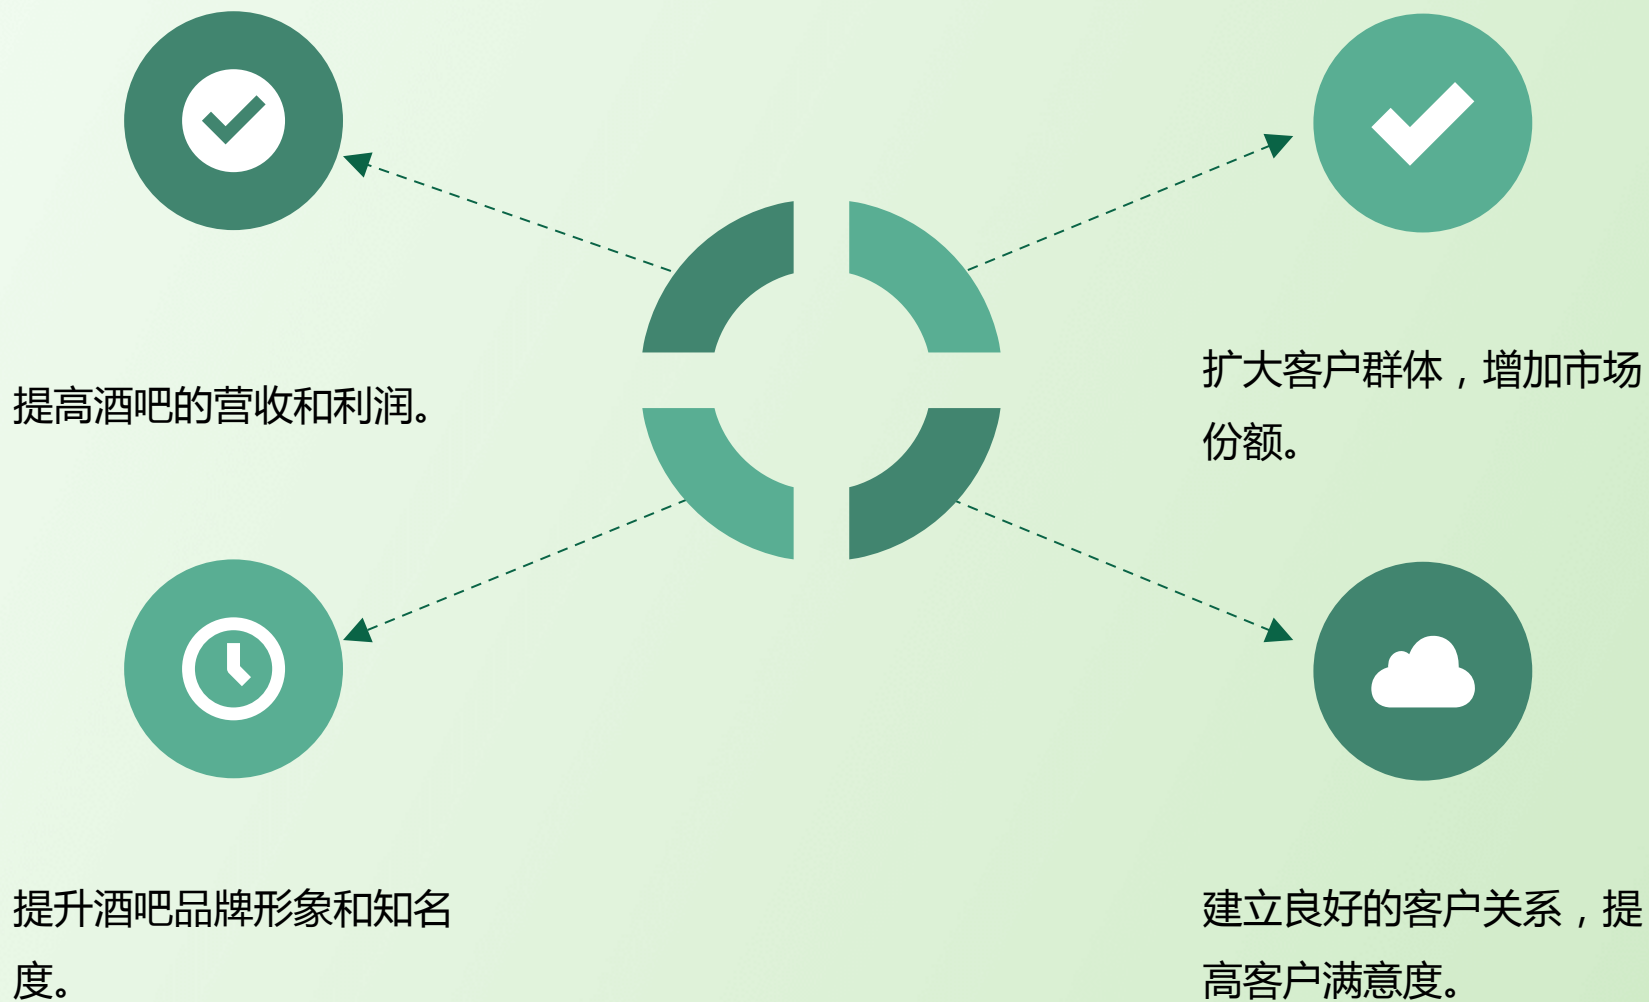 提高酒吧的营收和利润。
扩大客户群体，增加市场
份额。
提升酒吧品牌形象和知名
度。
建立良好的客户关系，提
高客户满意度。